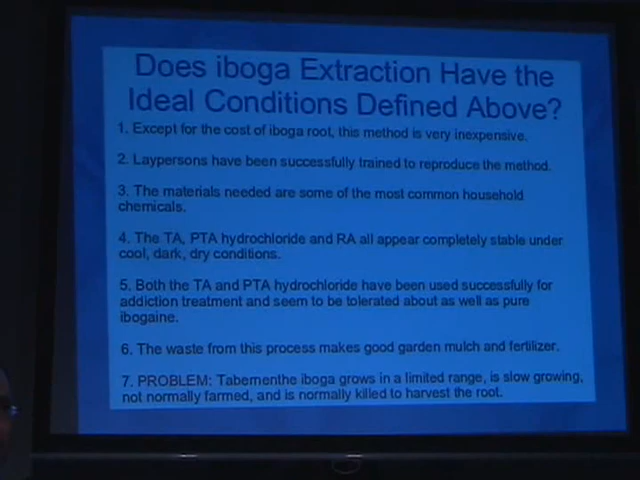 Does iboga Extraction Have the
Ideal Conditions Defined Above?
1. Except for the cost of iboga root, this method is very inexpensive.
2. Laypersons have been successfully trained to reproduce the method.
3. The materials needed are some of the most common household
chemicals.
4. The TA, PTA hydrochloride and RA all appear completely stable under
cool, dark, dry conditions.
5. Both the TA and PTA hydrochloride have been used successfully for
addiction treatment and seem to be tolerated about as well as pure
ibogaine.
6. The waste from this process makes good garden mulch and fertilizer.
7. PROBLEM: Tabementhe iboga grows in a limited range, is slow growing,
not normally farmed, and is normally killed to harvest the root.